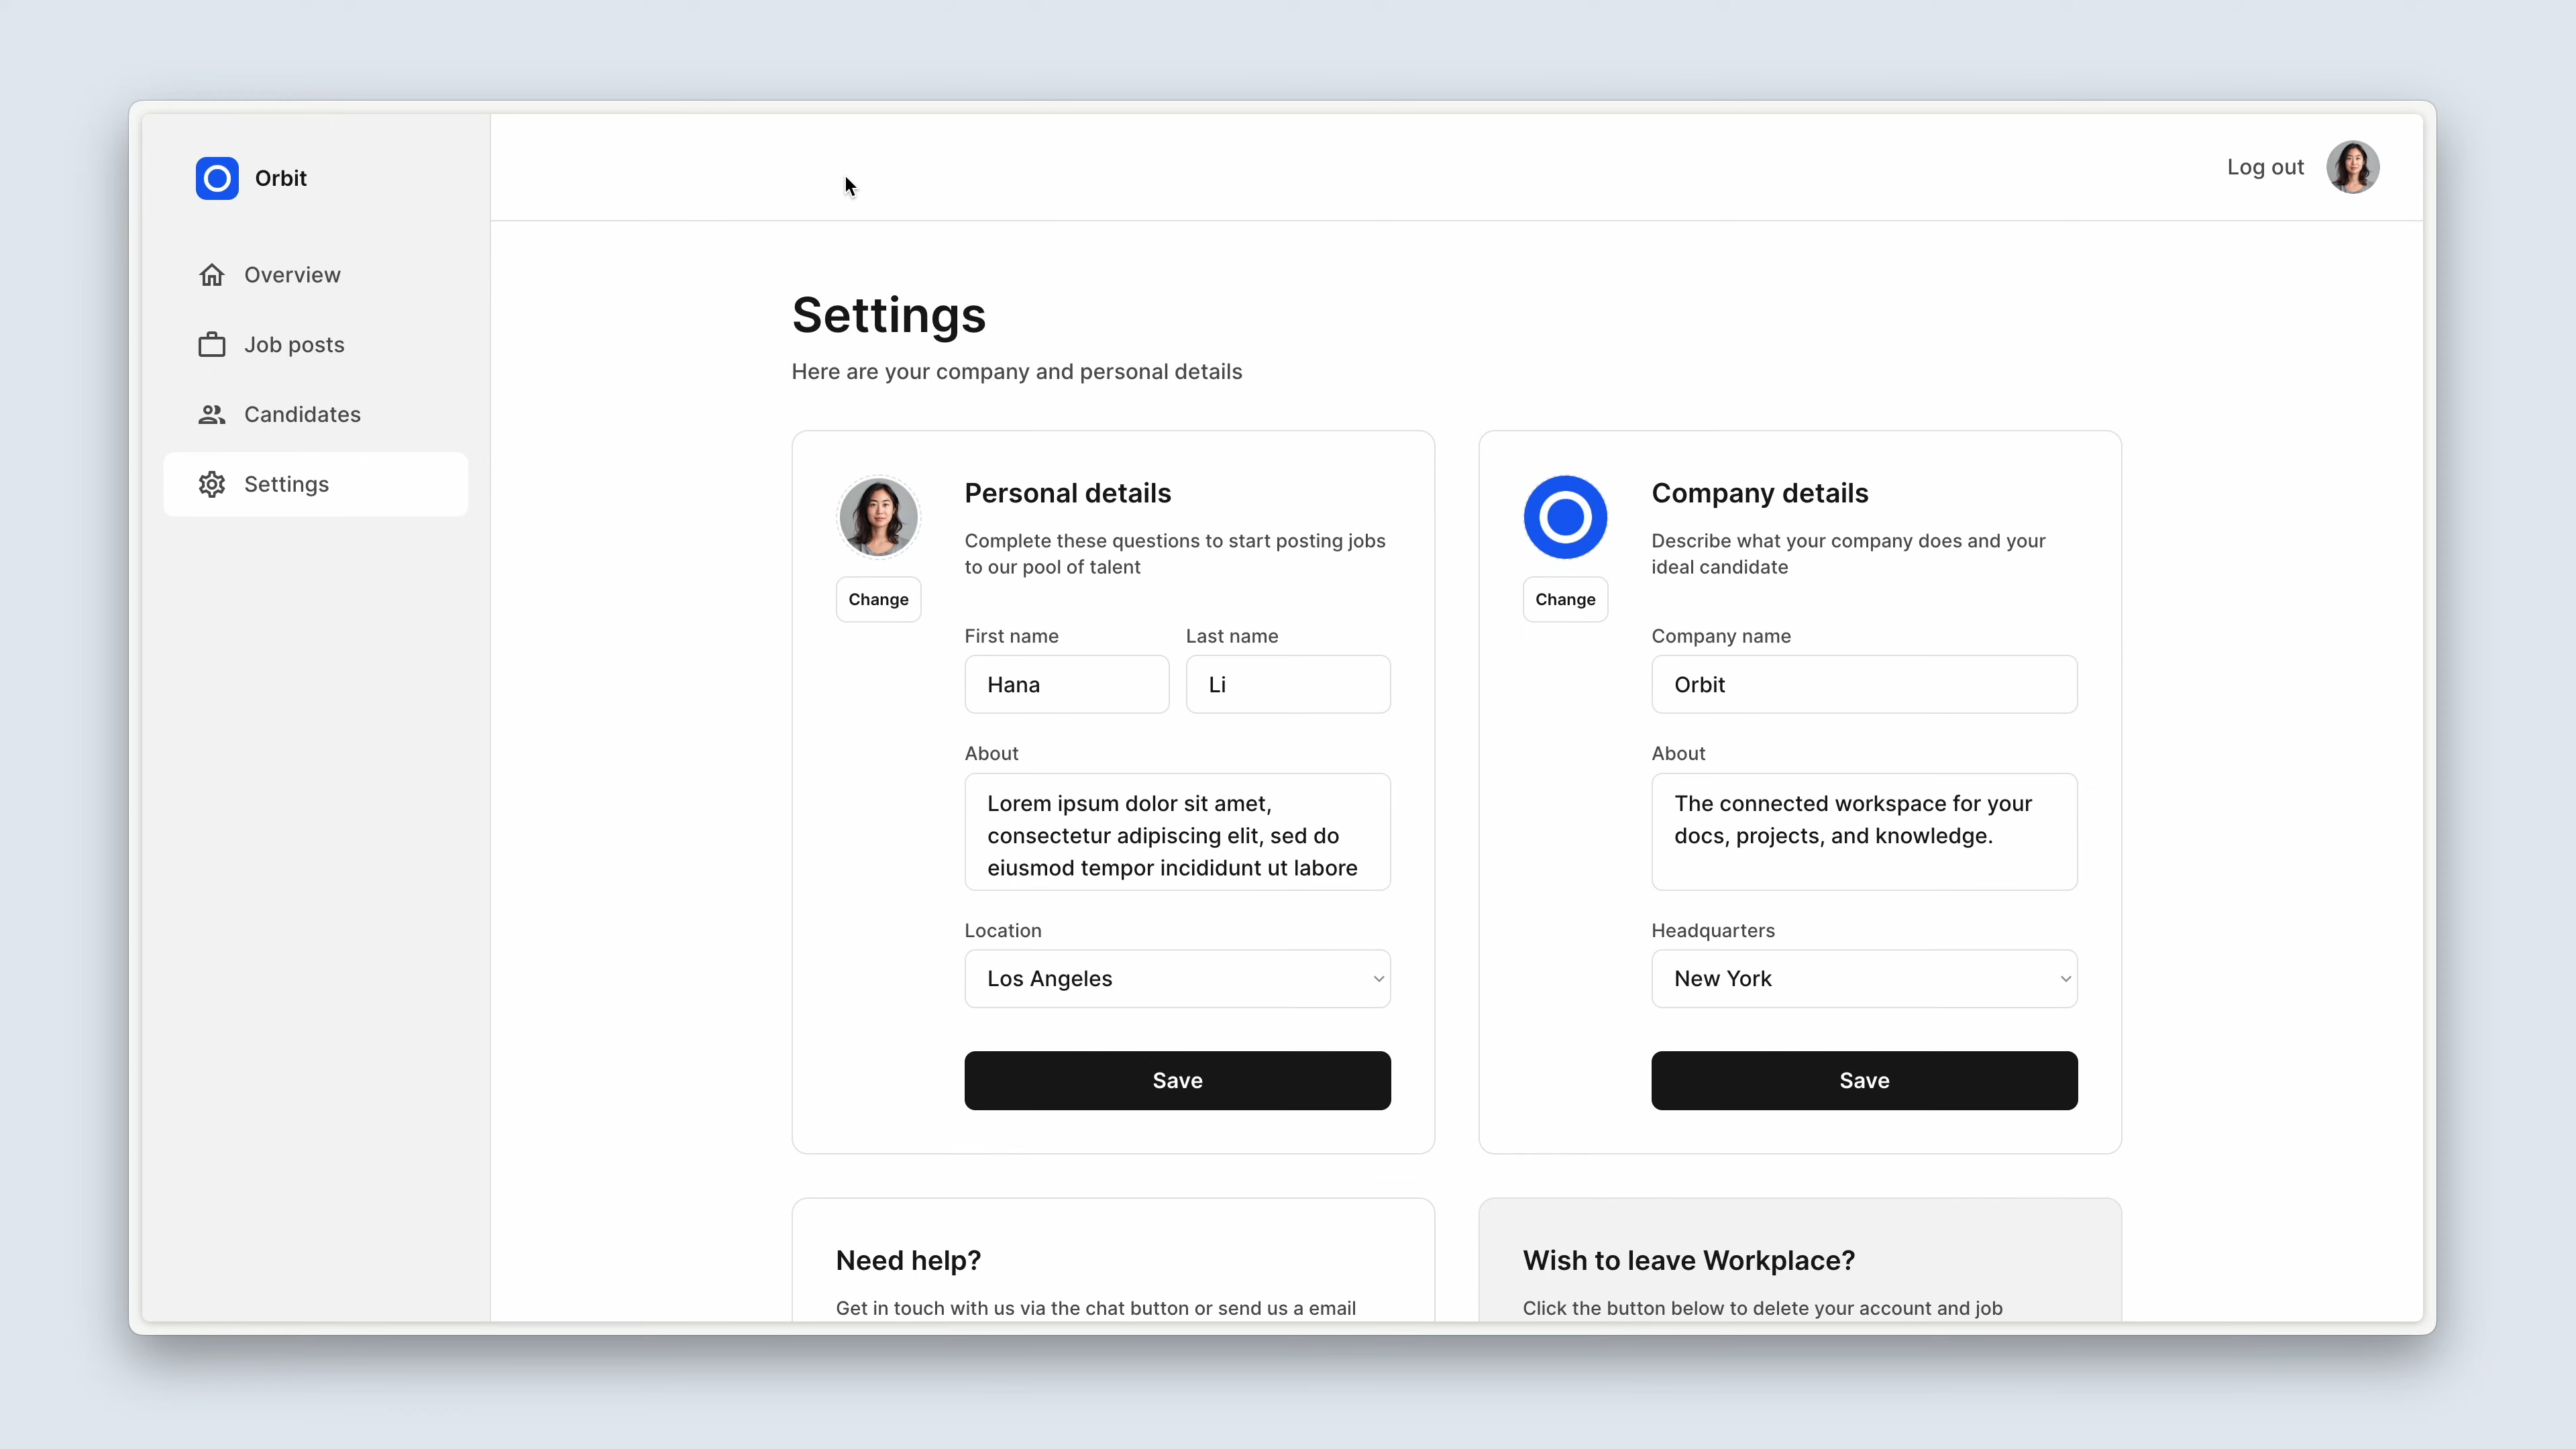 Orbit
Log out
Overview
Job posts
Candidates
Settings
Settings
Here are your company and personal details
Personal details
Complete these questions to start posting jobs
to our pool of talent
Change
First name
Last name
Hana
Li
About
Lorem ipsum dolor sit amet,
consectetur adipiscing elit, sed do
eiusmod tempor incididunt ut labore
Location
Los Angeles
Save
Company details
Describe what your company does and your
ideal candidate
Change
Company name
Orbit
About
The connected workspace for your
docs, projects, and knowledge.
Headquarters
New York
Save
Need help?
Get in touch with us via the chat button or send us a email
Wish to leave Workplace?
Click the button below to delete your account and job